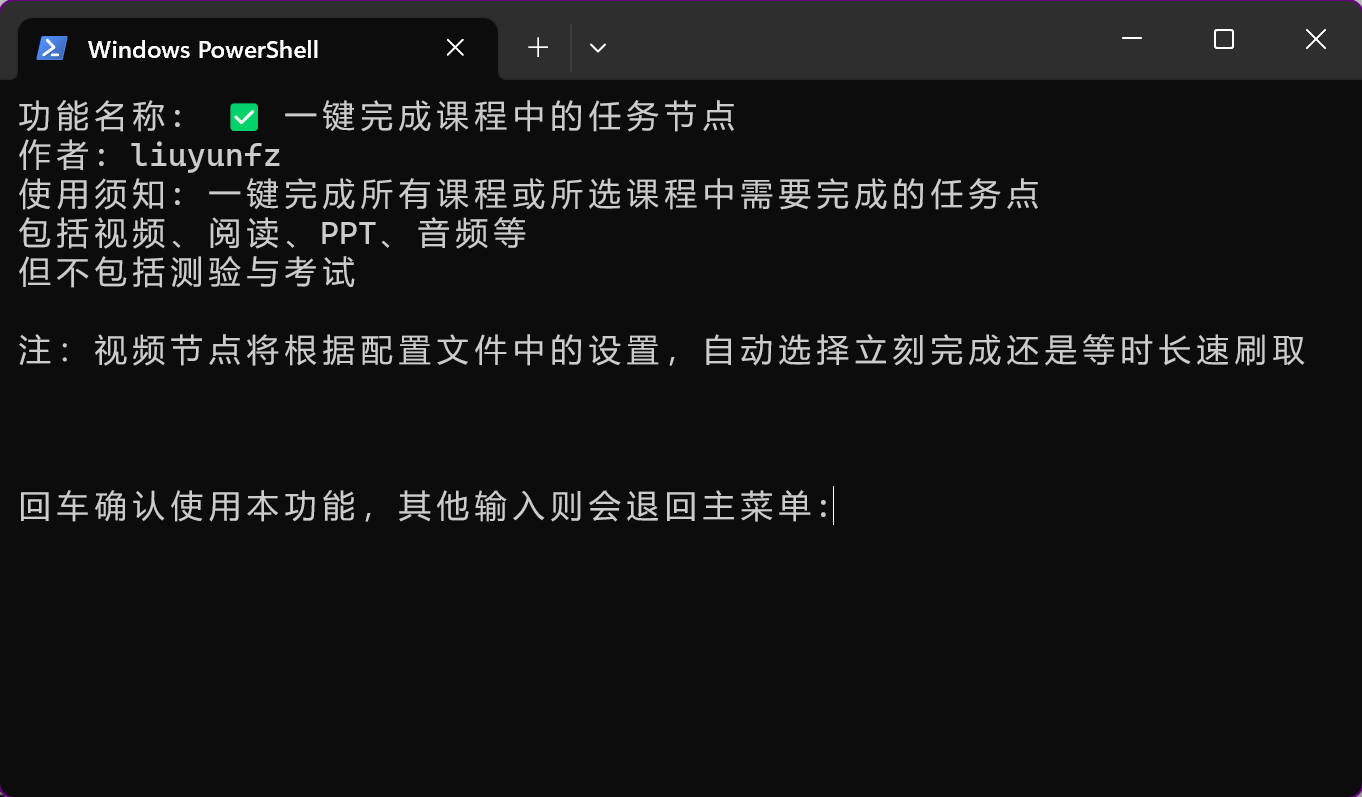 Windows PowerShell
功能名称： ✅ 一键完成课程中的任务节点
作者：liuyunfz
使用须知：一键完成所有课程或所选课程中需要完成的任务点
包括视频、阅读、PPT、音频等
但不包括测验与考试
注：视频节点将根据配置文件中的设置，自动选择立刻完成还是等时长速刷取
回车确认使用本功能，其他输入则会退回主菜单: